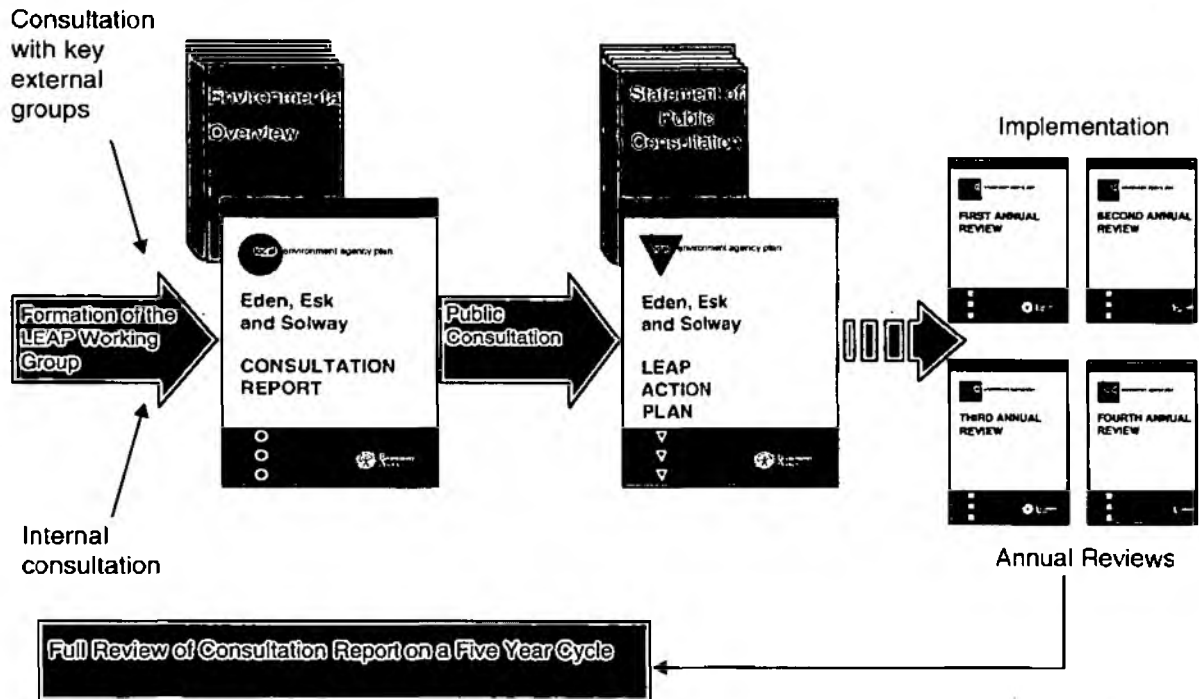 Consultation
with key
external
groups
Environmenta
Overview
Statement of
Public
Consultation
Implementation
FIRST ANNUAL
REVIEW
SECOND ANNUAL
REVIEW
local environment agency plan
Eden, Esk
and Solway
CONSULTATION
REPORT
local environment agency plan
Eden, Esk
and Solway
LEAP
ACTION
PLAN
Formation of the
LEAP Working
Group
Public
Consultation
THIRD ANNUAL
REVIEW
FOURTH ANNUAL
REVIEW
Internal
consultation
Annual Reviews
Full Review of Consultation Report on a Five Year Cycle